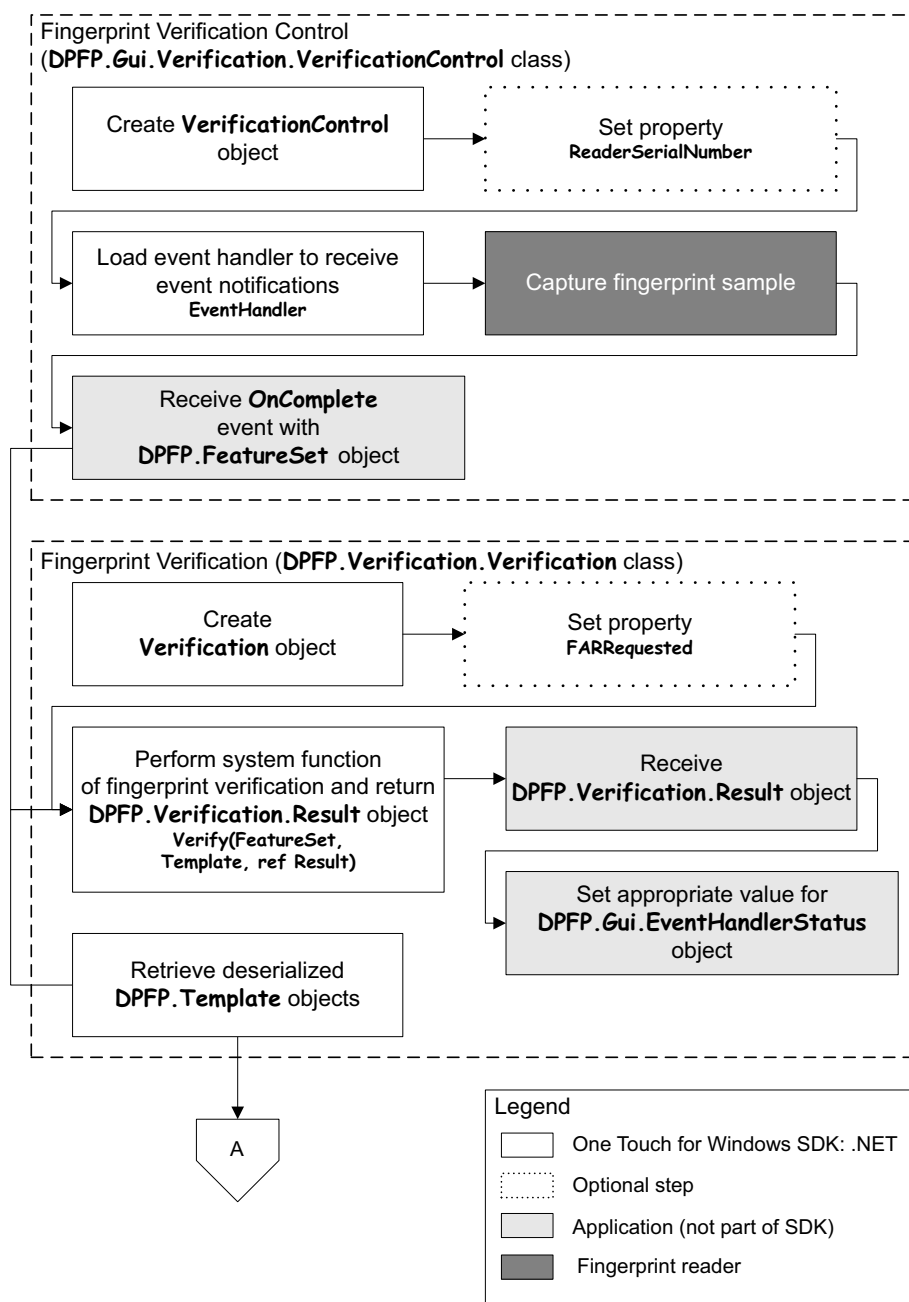 Fingerprint Verification Control
(DPFP.Gui.Verification.VerificationControl class)
Create VerificationControl
object
Set property
ReaderSerialNumber
Load event handler to receive
event notifications
EventHandler
Capture fingerprint sample
Receive OnComplete
event with
DPFP.FeatureSet object
Fingerprint Verification (DPFP.Verification.Verification class)
Create
Verification object
Set property
FARRequested
Perform system function
of fingerprint verification and return
DPFP.Verification.Result object
Verify(FeatureSet,
Template, ref Result)
Receive
DPFP.Verification.Result object
Set appropriate value for
DPFP.Gui.EventHandlerStatus
object
Retrieve deserialized
DPFP.Template objects
A
Legend
One Touch for Windows SDK: .NET
Optional step
Application (not part of SDK)
Fingerprint reader